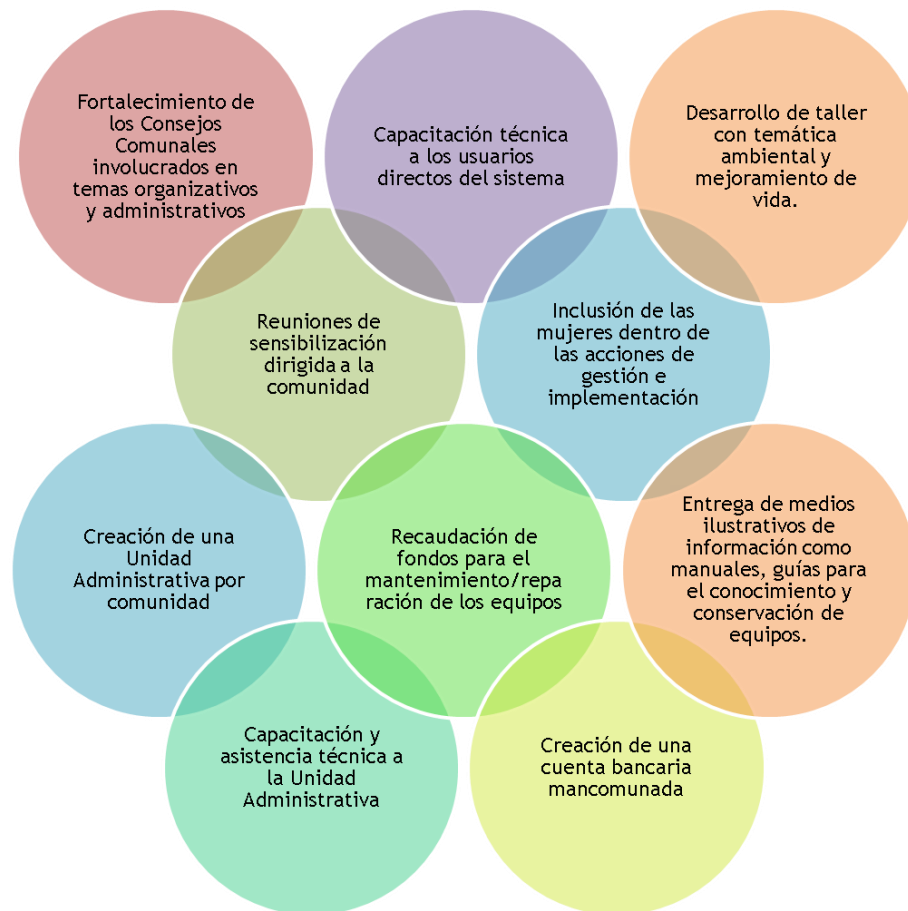 Fortalecimiento de
los Consejos
Comunales
involucrados en
temas organizativos
y administrativos
Capacitación técnica
a los usuarios
directos del sistema
Desarrollo de taller
con temática
ambiental y
mejoramiento de
vida.
Reuniones de
sensibilización
dirigida a la
comunidad
Inclusión de las
mujeres dentro de
las acciones de
gestión e
implementación
Creación de una
Unidad
Administrativa por
comunidad
Recaudación de
fondos para el
mantenimiento/repa
ración de los equipos
Entrega de medios
ilustrativos de
información como
manuales, guías para
el conocimiento y
conservación de
equipos.
Capacitación y
asistencia técnica a
la Unidad
Administrativa
Creación de una
cuenta bancaria
mancomunada